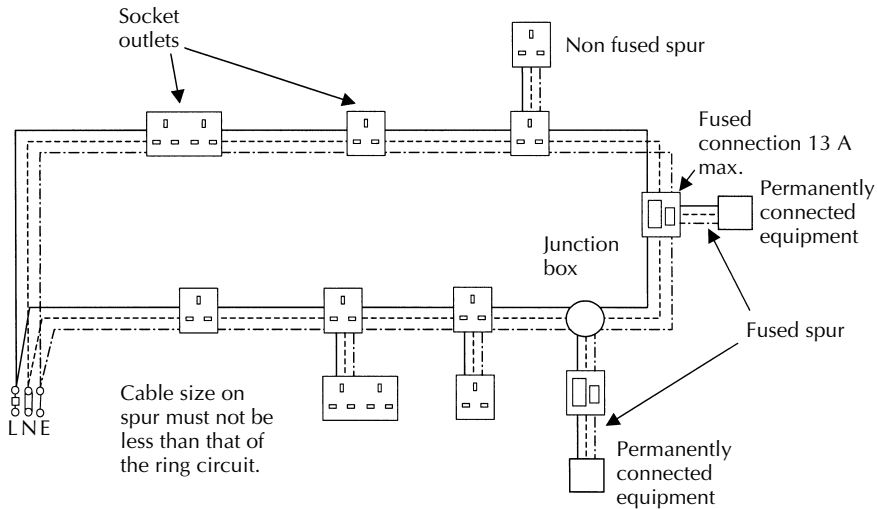 Socket
outlets
Non fused spur
Fused
connection 13 A
max.
Permanently
connected
equipment
Junction
box
Fused spur
L N E
Cable size on
spur must not be
less than that of
the ring circuit.
Permanently
connected
equipment